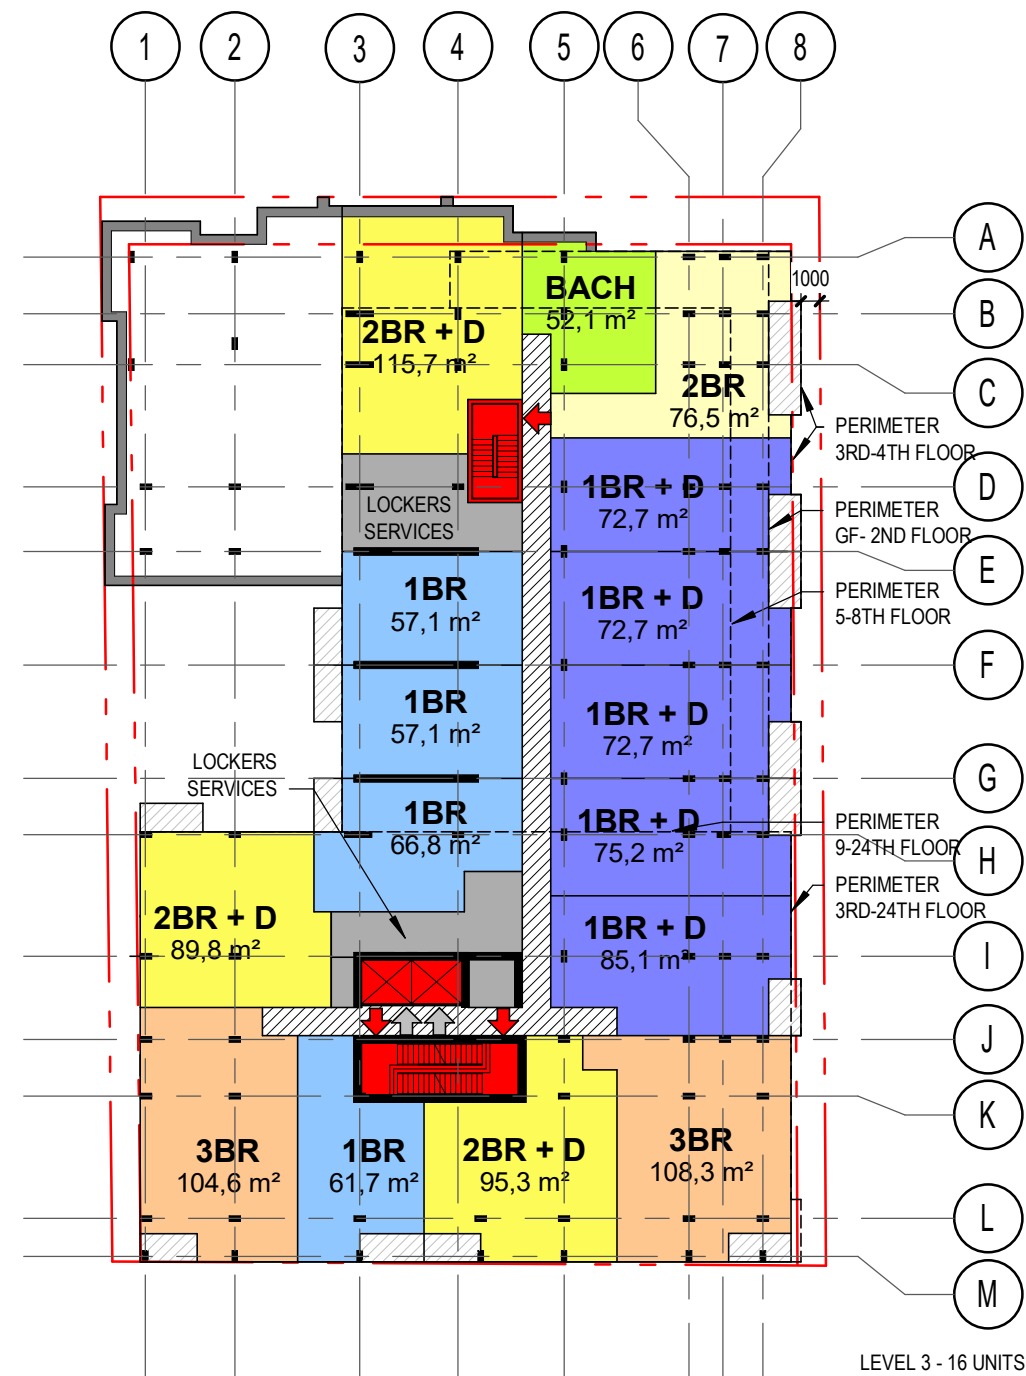 1 2 3 4 5 6 7 8
A
1000
BACH
52,1 m²
B
2BR + D
115,7 m²
2BR
76,5 m²
C
PERIMETER
3RD-4TH FLOOR
1BR + D
72,7 m²
D
LOCKERS
SERVICES
PERIMETER
GF- 2ND FLOOR
E
1BR
57,1 m²
1BR + D
72,7 m²
PERIMETER
5-8TH FLOOR
F
1BR
57,1 m²
1BR + D
72,7 m²
LOCKERS
SERVICES
G
1BR
66,8 m²
1BR + D
75,2 m²
PERIMETER
9-24TH FLOOR
H
PERIMETER
3RD-24TH FLOOR
2BR + D
89,8 m²
1BR + D
85,1 m²
I
J
K
3BR
104,6 m²
1BR
61,7 m²
2BR + D
95,3 m²
3BR
108,3 m²
L
M
LEVEL 3 - 16 UNITS